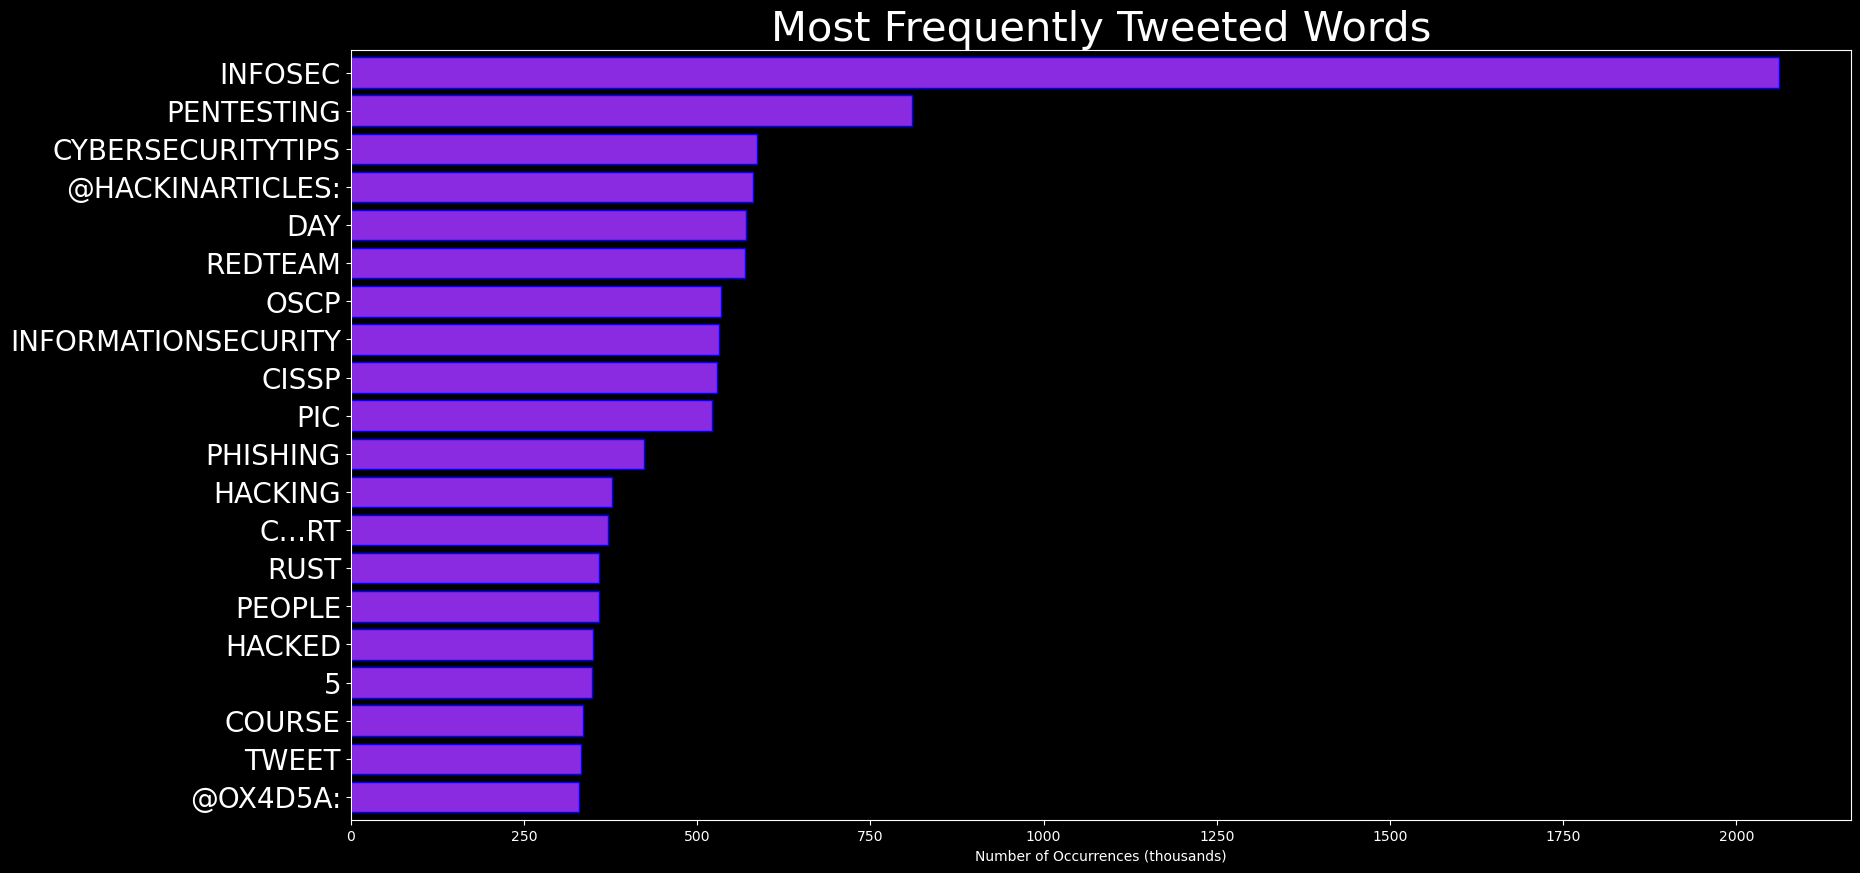 Most Frequently Tweeted Words
INFOSEC
PENTESTING
CYBERSECURITYTIPS
@HACKINARTICLES:
DAY
REDTEAM
OSCP
INFORMATIONSECURITY
CISSP
PIC
PHISHING
HACKING
C…RT
RUST
PEOPLE
HACKED
5
COURSE
TWEET
@OX4D5A:
0 250 500 750 1000 1250 1500 1750 2000
Number of Occurrences (thousands)